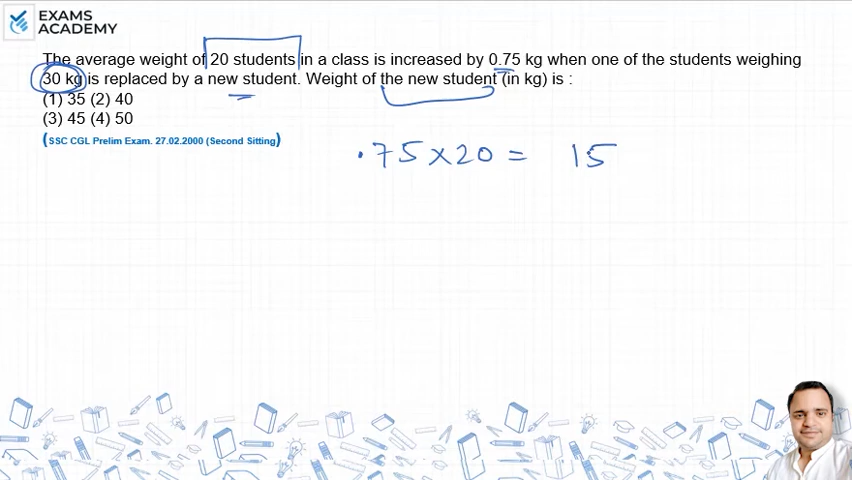 EXAMS
ACADEMY
The average weight of 20 students in a class is increased by 0.75 kg when one of the students weighing
30 kg is replaced by a new student. Weight of the new student (in kg) is :
(1) 35 (2) 40
(3) 45 (4) 50
(SSC CGL Prelim Exam. 27.02.2000 (Second Sitting)
.75 × 20 = 15